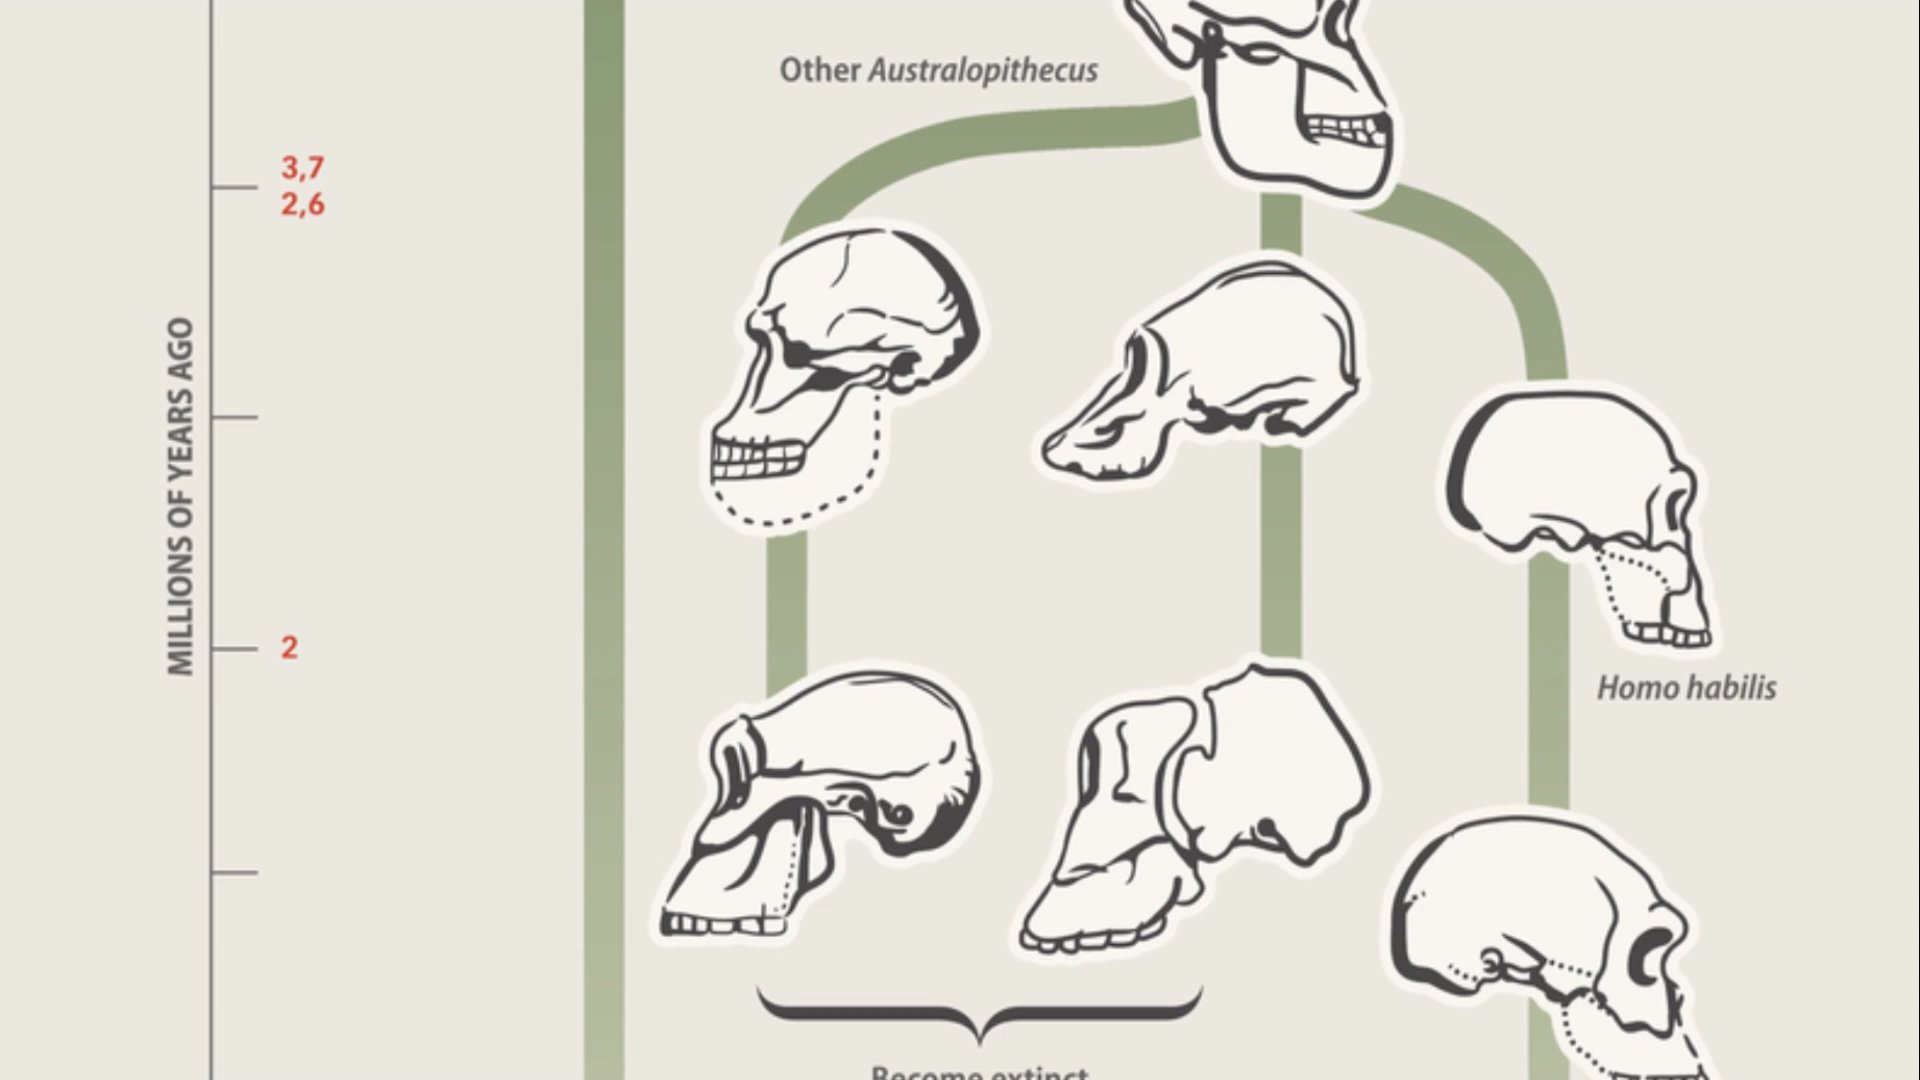 Other Australopithecus
3,7
2,6
MILLIONS OF YEARS AGO
2
Homo habilis
Become extinct